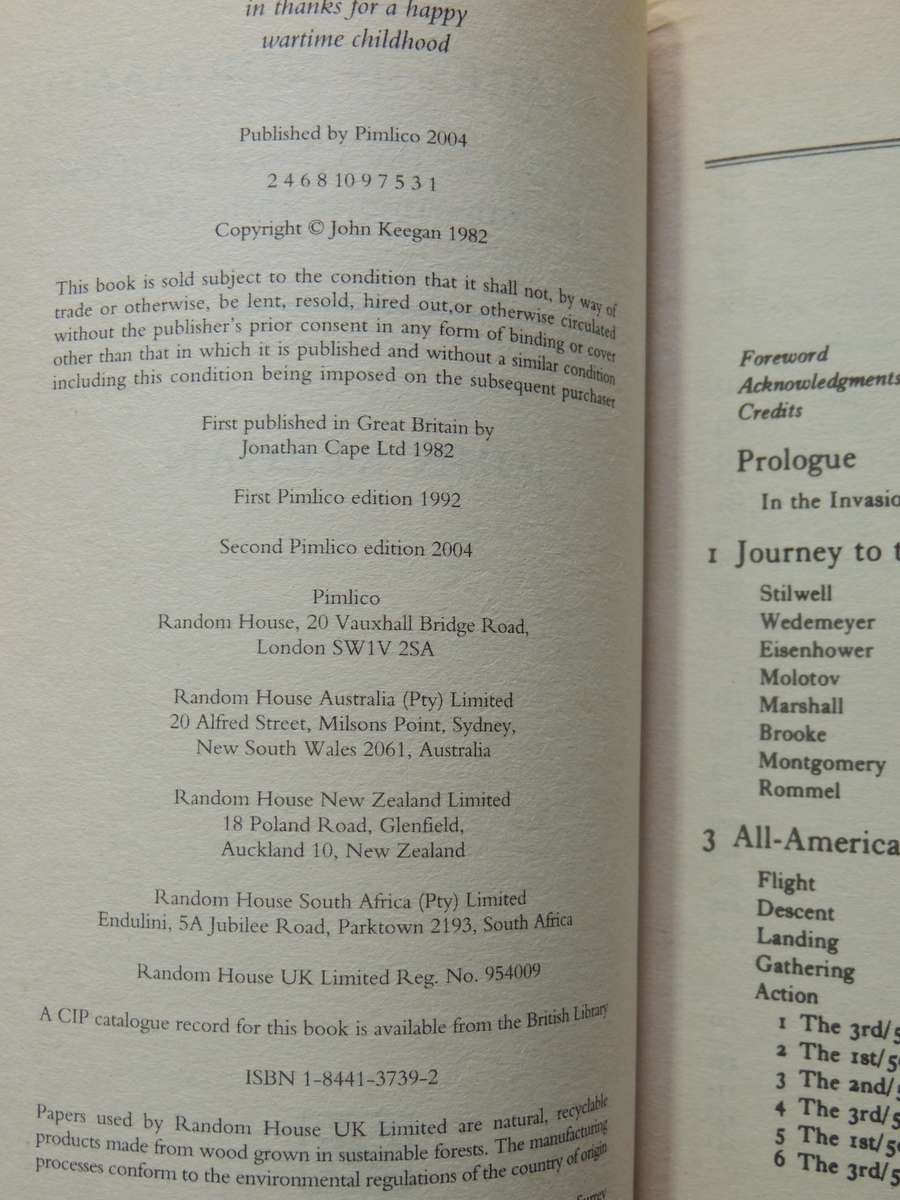 in thanks for a happy
wartime childhood
Published by Pimlico 2004
2 4 6 8 10 9 7 5 3 1
Copyright © John Keegan 1982
This book is sold subject to the condition that it shall not, by way of
trade or otherwise, be lent, resold, hired out,or otherwise circulated
without the publisher's prior consent in any form of binding or cover
other than that in which it is published and without a similar condition
including this condition being imposed on the subsequent purchaser
First published in Great Britain by
Jonathan Cape Ltd 1982
First Pimlico edition 1992
Second Pimlico edition 2004
Pimlico
Random House, 20 Vauxhall Bridge Road,
London SW1V 2SA
Random House Australia (Pty) Limited
20 Alfred Street, Milsons Point, Sydney,
New South Wales 2061, Australia
Random House New Zealand Limited
18 Poland Road, Glenfield,
Auckland 10, New Zealand
Random House South Africa (Pty) Limited
Endulini, 5A Jubilee Road, Parktown 2193, South Africa
Random House UK Limited Reg. No. 954009
A CIP catalogue record for this book is available from the British Library
ISBN 1-8441-3739-2
Papers used by Random House UK Limited are natural, recyclable
products made from wood grown in sustainable forests. The manufacturing
processes conform to the environmental regulations of the country of origin
Surrey
Foreword
Acknowledgments
Credits
Prologue
In the Invasio
1 Journey to t
Stilwell
Wedemeyer
Eisenhower
Molotov
Marshall
Brooke
Montgomery
Rommel
3 All-America
Flight
Descent
Landing
Gathering
Action
1 The 3rd/5
2 The 1st/50
3 The 2nd/
4 The 3rd/5
5 The 1st/50
6 The 3rd/5